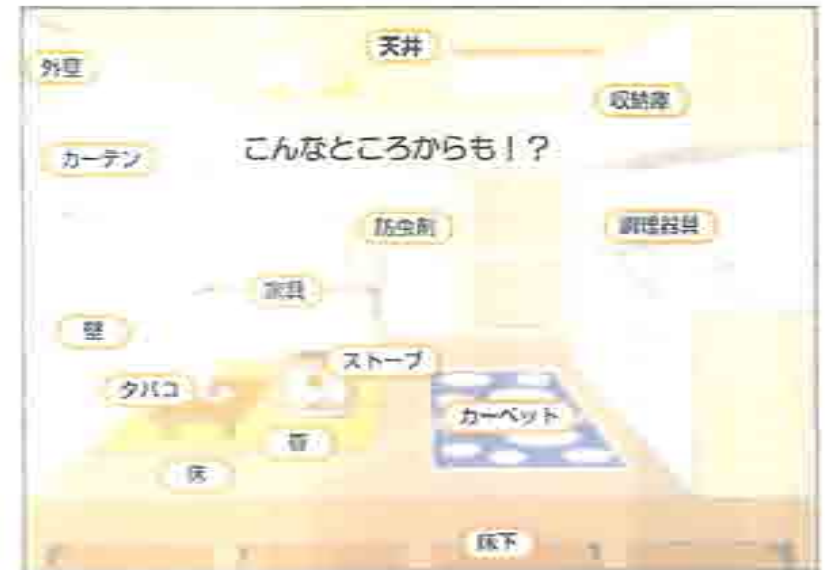 天井
外壁
収納庫
カーテン
こんなところからも！？
防虫剤
調理器具
家具
壁
ストーブ
タバコ
カーペット
床
床下